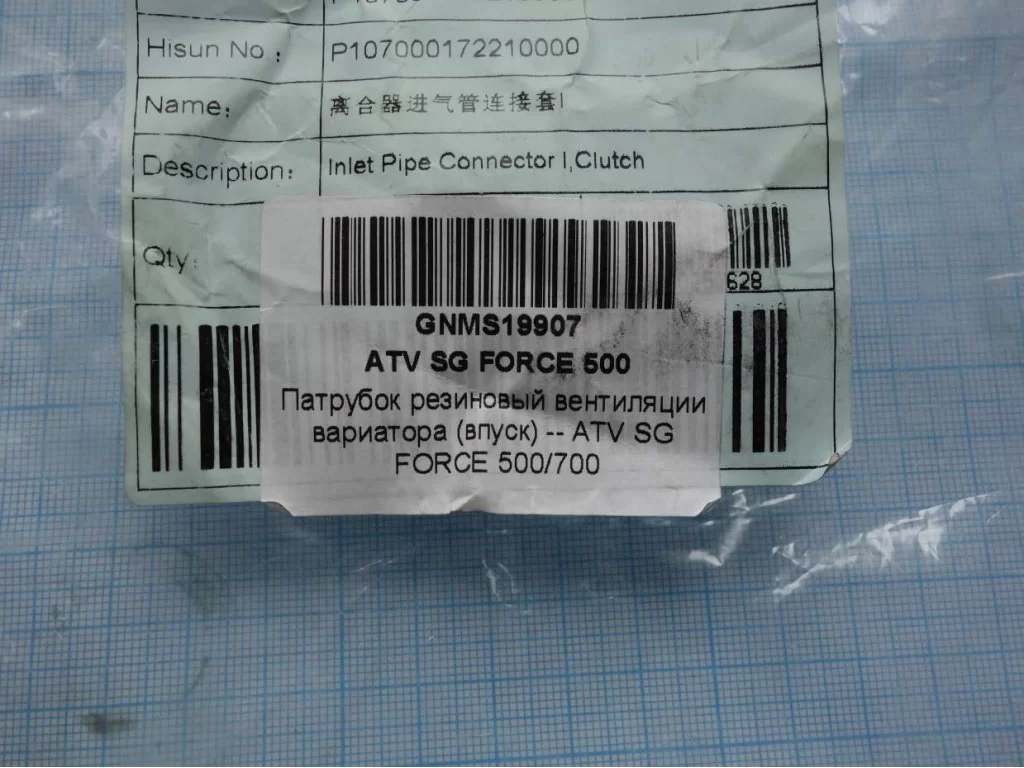 Hisun No.: P107000172210000
Name: 离合器进气管连接套I
Description: Inlet Pipe Connector I,Clutch
Qty:
628
GNMS19907
ATV SG FORCE 500
Патрубок резиновый вентиляции
вариатора (впуск) -- ATV SG
FORCE 500/700